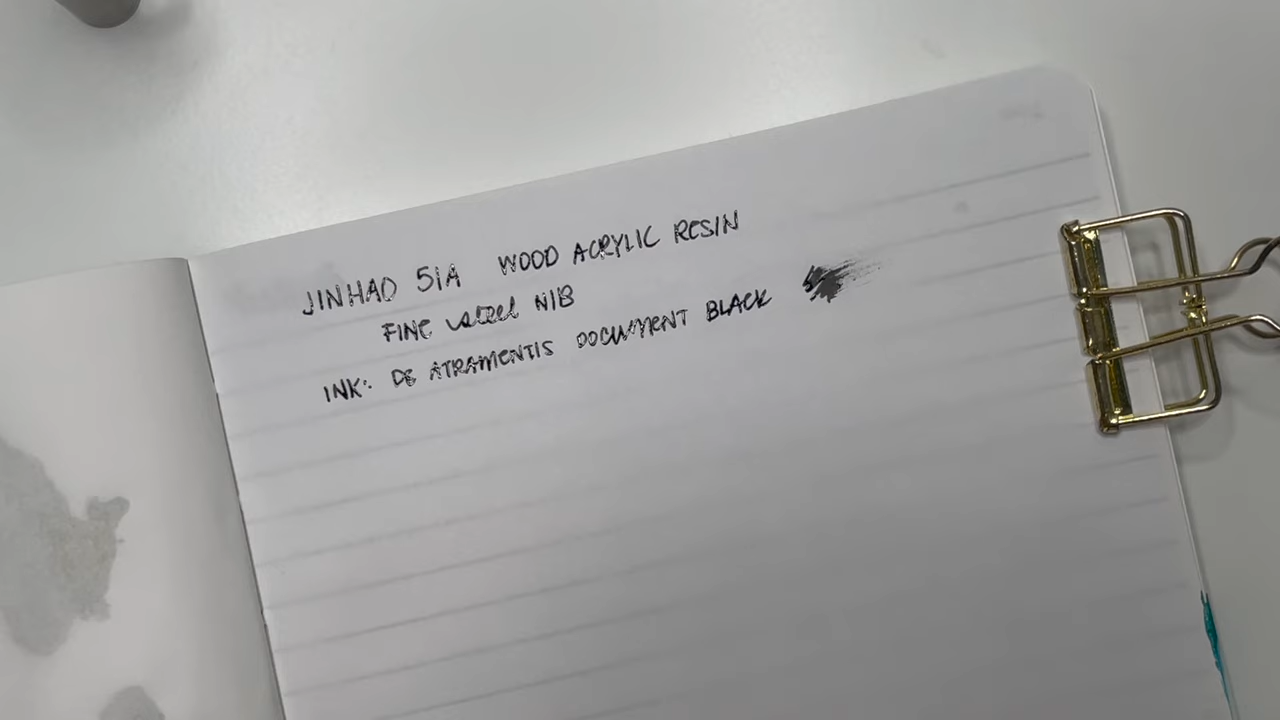 JINHAO 51A WOOD ACRYLIC RESIN
FINE steel NIB
INK: DE ATRAMENTIS DOCUMENT BLACK